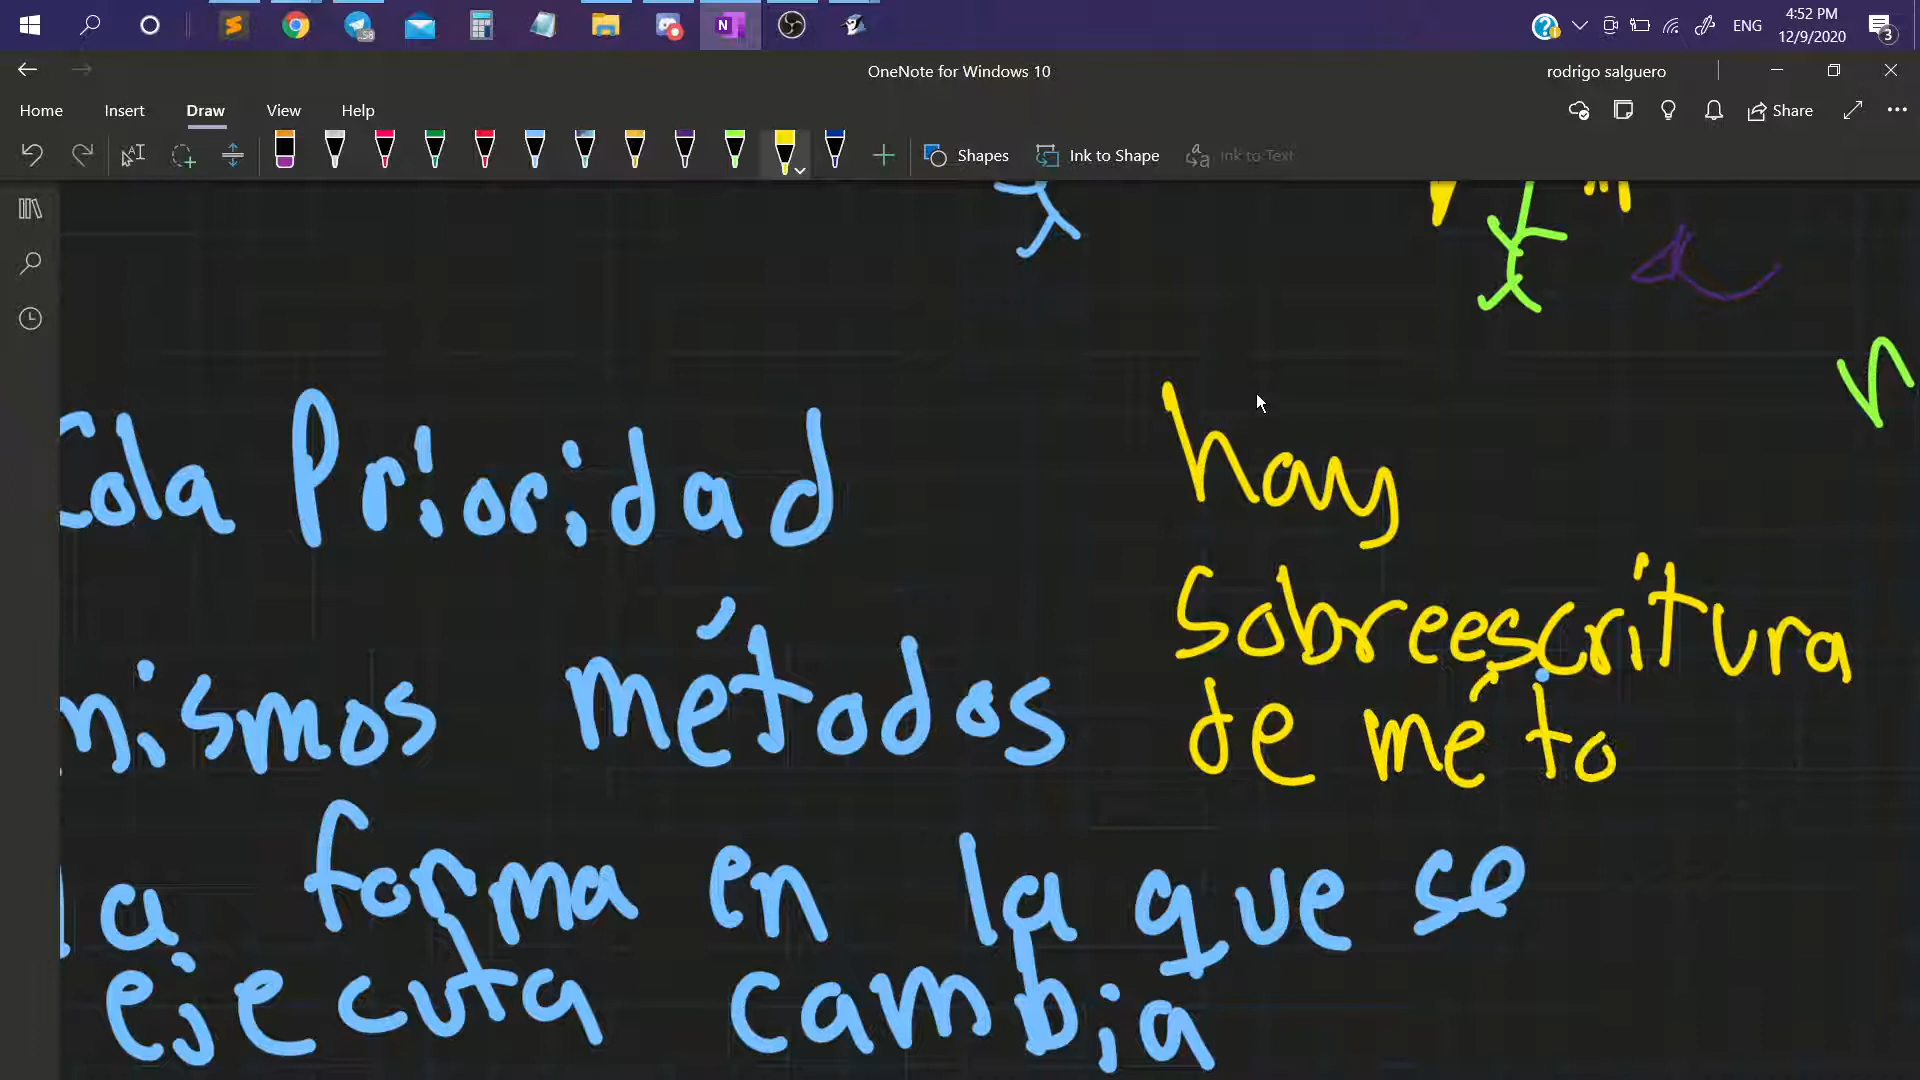 4:52 PM
ENG
12/9/2020
3
58
OneNote for Windows 10
rodrigo salguero
Home
Insert
Draw
View
Help
Share
Shapes
Ink to Shape
Ink to Text
Cola Prioridad
mismos métodos
la forma en la que se
ejecuta cambia
hay
sobreescritura
de méto